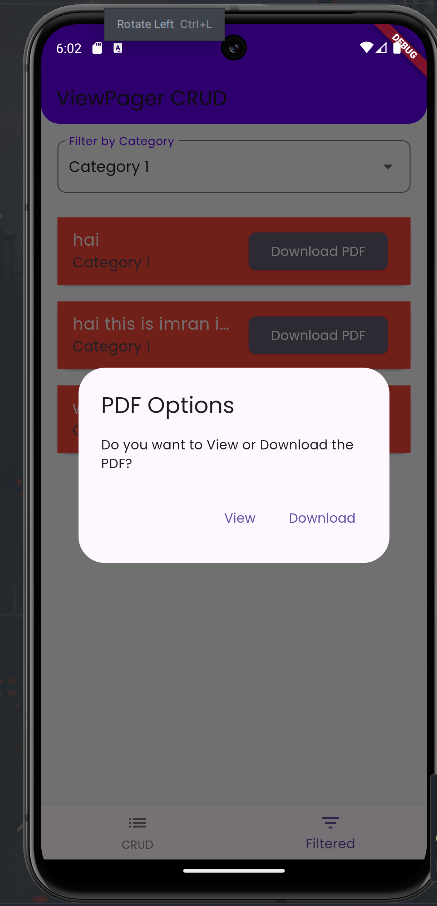 Rotate Left Ctrl+L
6:02
DEBUG
ViewPager CRUD
Filter by Category
Category 1
hai
Category 1
Download PDF
hai this is imran i...
Category 1
Download PDF
PDF Options
Do you want to View or Download the
PDF?
View
Download
CRUD
Filtered